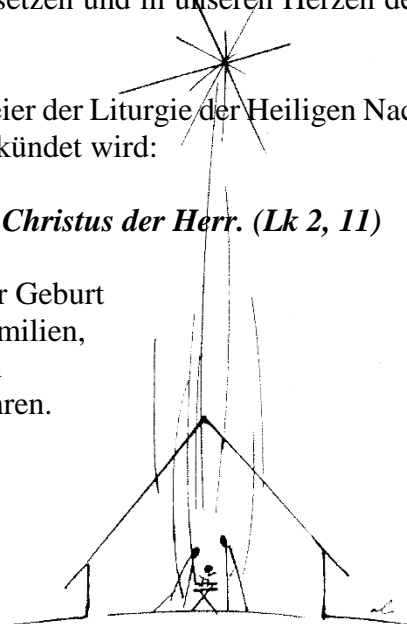 setzen und in unseren Herzen de
eier der Liturgie der Heiligen Nac
kündet wird:
Christus der Herr. (Lk 2, 11)
r Geburt
milien,
hren.